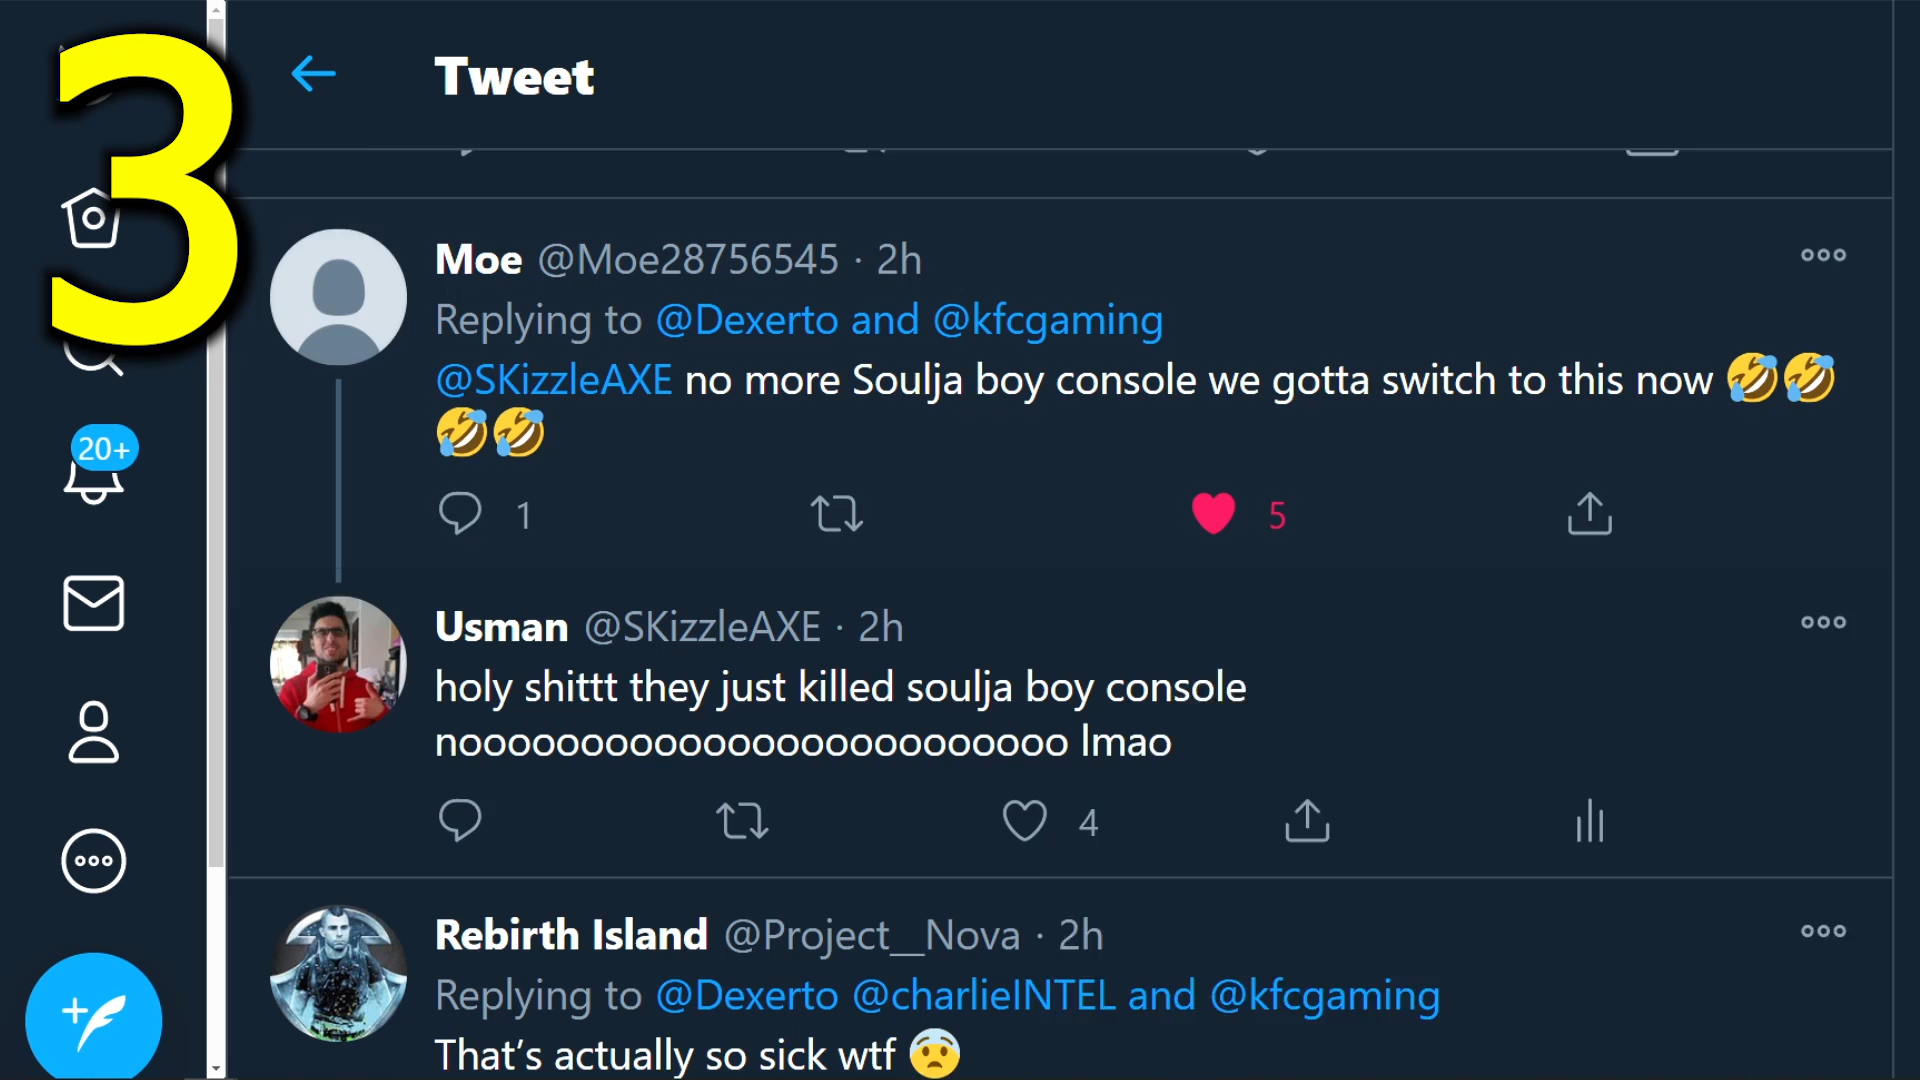 3
Tweet
Moe @Moe28756545 · 2h
Replying to @Dexerto and @kfcgaming
@SKizzleAXE no more Soulja boy console we gotta switch to this now 🤣🤣
🤣🤣
1
5
20+
Usman @SKizzleAXE · 2h
holy shittt they just killed soulja boy console
nooooooooooooooooooooooooo lmao
4
Rebirth Island @Project__Nova · 2h
Replying to @Dexerto @charlieINTEL and @kfcgaming
That’s actually so sick wtf 😨